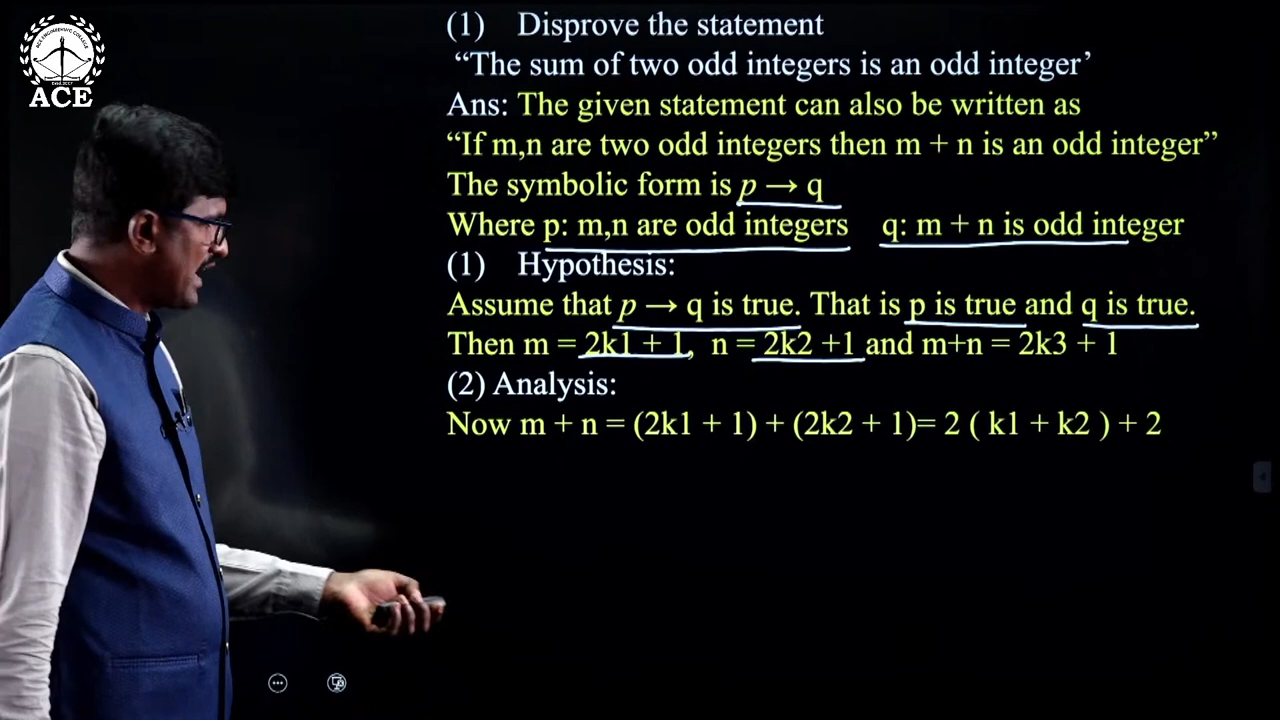 ACE
(1) Disprove the statement
“The sum of two odd integers is an odd integer’
Ans: The given statement can also be written as
“If m,n are two odd integers then m + n is an odd integer”
The symbolic form is p → q
Where p: m,n are odd integers q: m + n is odd integer
(1) Hypothesis:
Assume that p → q is true. That is p is true and q is true.
Then m = 2k1 + 1, n = 2k2 +1 and m+n = 2k3 + 1
(2) Analysis:
Now m + n = (2k1 + 1) + (2k2 + 1)= 2 ( k1 + k2 ) + 2